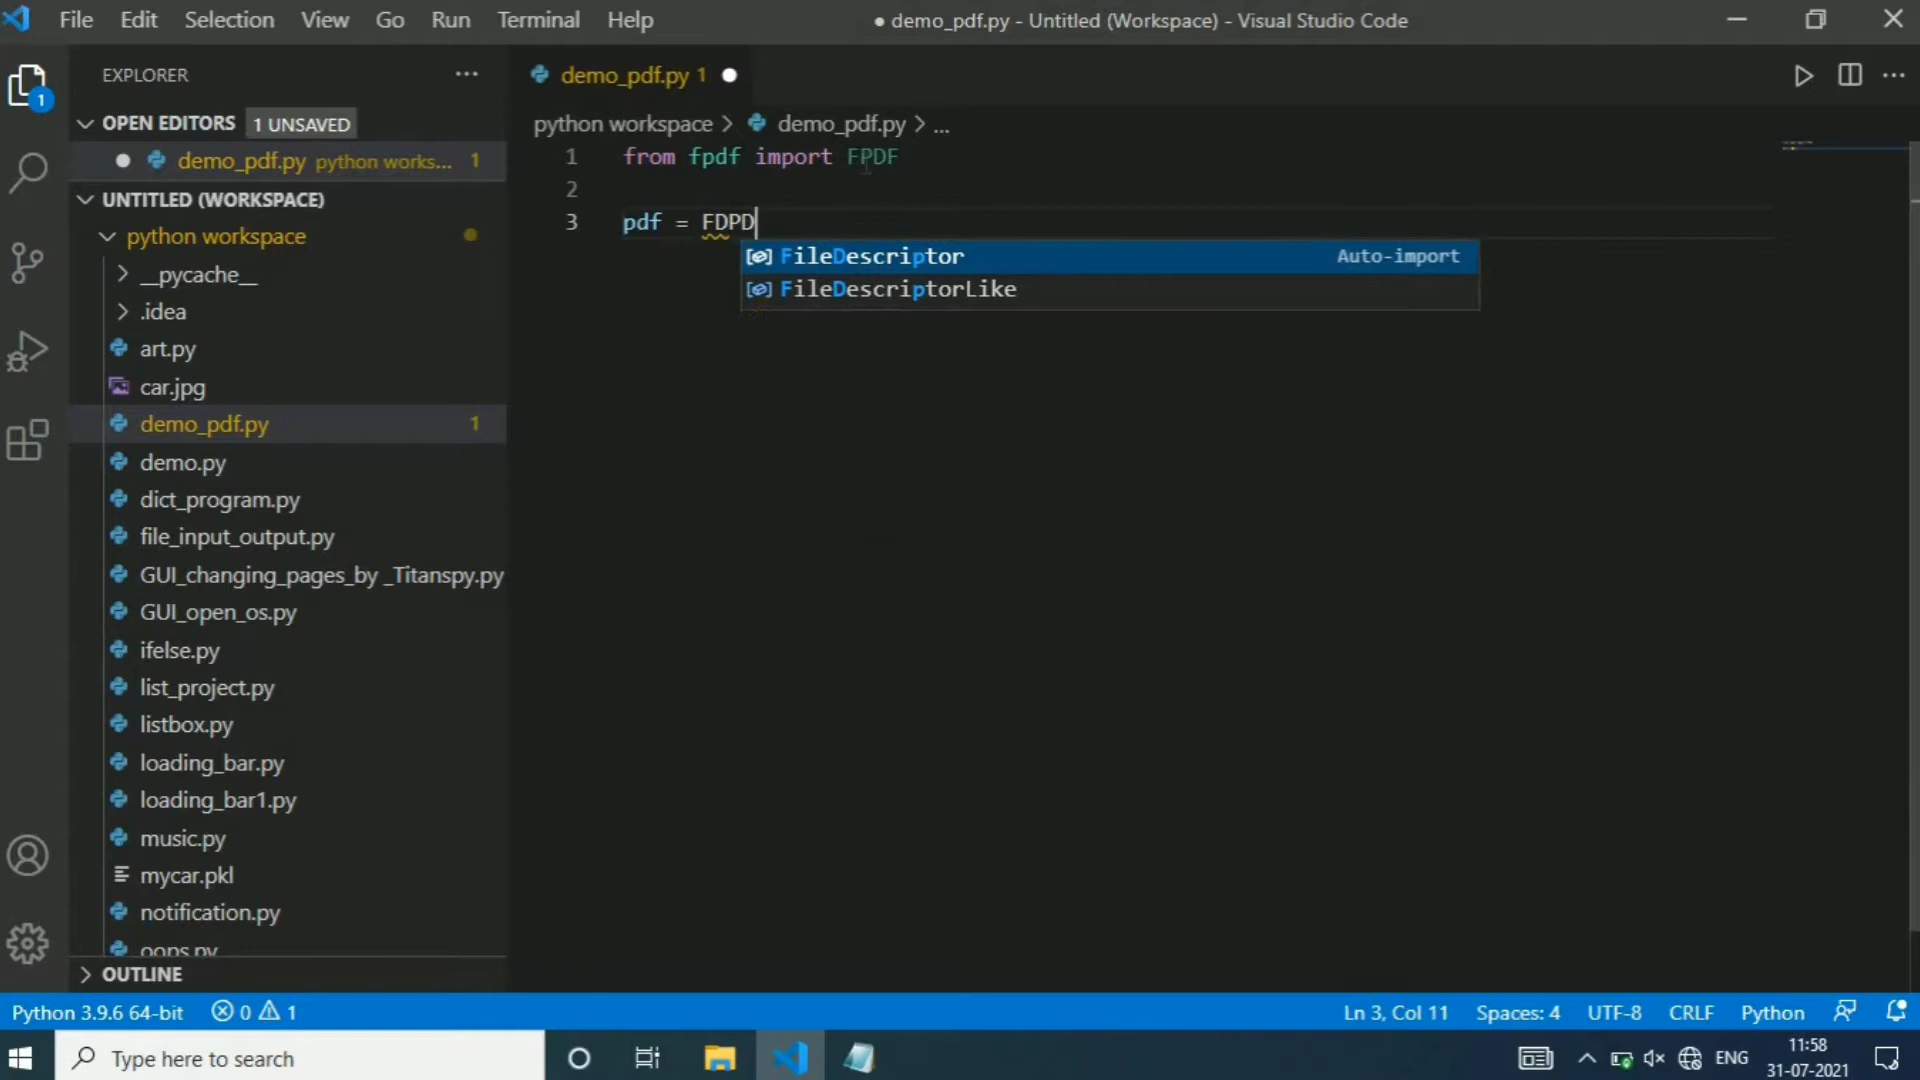 File Edit Selection View Go Run Terminal Help
● demo_pdf.py - Untitled (Workspace) - Visual Studio Code
EXPLORER
OPEN EDITORS 1 UNSAVED
demo_pdf.py python works... 1
UNTITLED (WORKSPACE)
python workspace
__pycache__
.idea
art.py
car.jpg
demo_pdf.py 1
demo.py
dict_program.py
file_input_output.py
GUI_changing_pages_by _Titanspy.py
GUI_open_os.py
ifelse.py
list_project.py
listbox.py
loading_bar.py
loading_bar1.py
music.py
mycar.pkl
notification.py
oops.py
OUTLINE
1
demo_pdf.py 1
python workspace > demo_pdf.py > ...
1 from fpdf import FPDF
2
3 pdf = FDPD
FileDescriptor Auto-import
FileDescriptorLike
Python 3.9.6 64-bit 0 1
Ln 3, Col 11 Spaces: 4 UTF-8 CRLF Python
Type here to search
ENG
11:58
31-07-2021